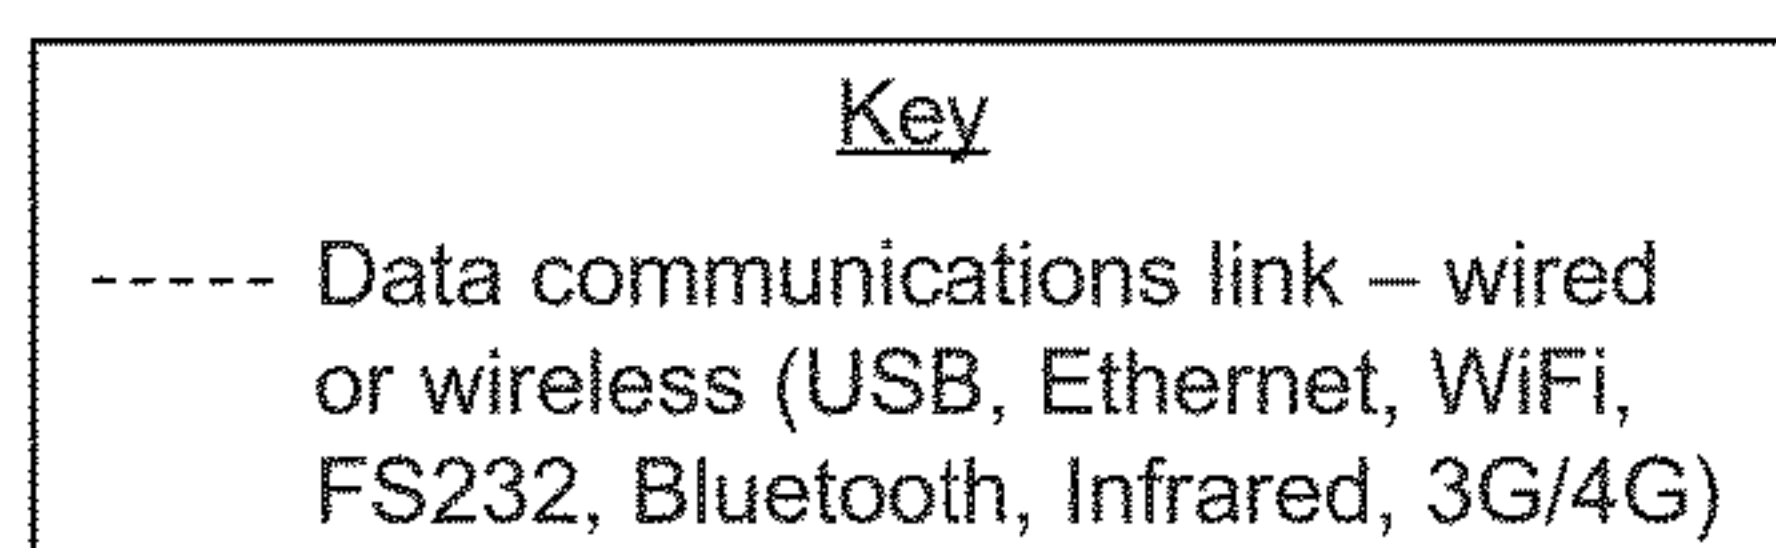 Key
----- Data communications link – wired
or wireless (USB, Ethernet, WiFi,
FS232, Bluetooth, Infrared, 3G/4G)